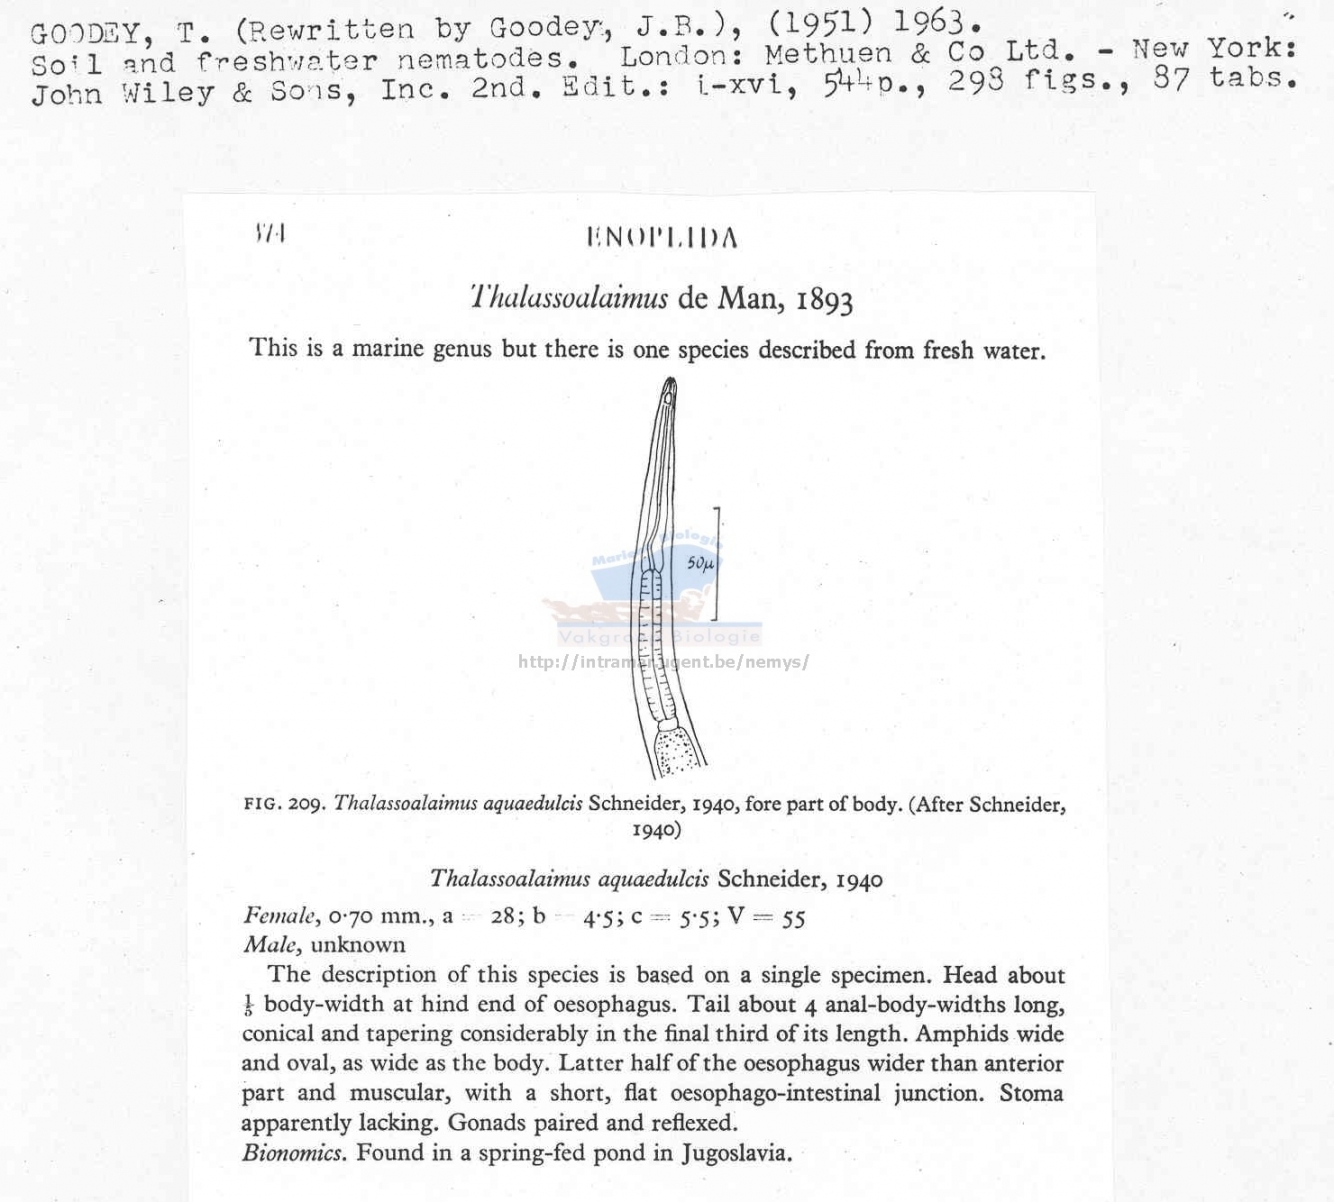 GOODEY, T. (Rewritten by Goodey, J.B.), (1951) 1963.
Soil and freshwater nematodes. London: Methuen & Co Ltd. - New York:
John Wiley & Sons, Inc. 2nd. Edit.: i-xvi, 544p., 298 figs., 87 tabs.
ENOPLIDA
Thalassoalaimus de Man, 1893
This is a marine genus but there is one species described from fresh water.
Marie Biologie
50μ
Vakgroep Biologie
http://intramar.ugent.be/nemys/
FIG. 209. Thalassoalaimus aquaedulcis Schneider, 1940, fore part of body. (After Schneider,
1940)
Thalassoalaimus aquaedulcis Schneider, 1940
Female, 0·70 mm., a = 28; b = 4·5; c = 5·5; V = 55
Male, unknown
The description of this species is based on a single specimen. Head about
body-width at hind end of oesophagus. Tail about 4 anal-body-widths long,
conical and tapering considerably in the final third of its length. Amphids wide
and oval, as wide as the body. Latter half of the oesophagus wider than anterior
part and muscular, with a short, flat oesophago-intestinal junction. Stoma
apparently lacking. Gonads paired and reflexed.
Bionomics. Found in a spring-fed pond in Jugoslavia.